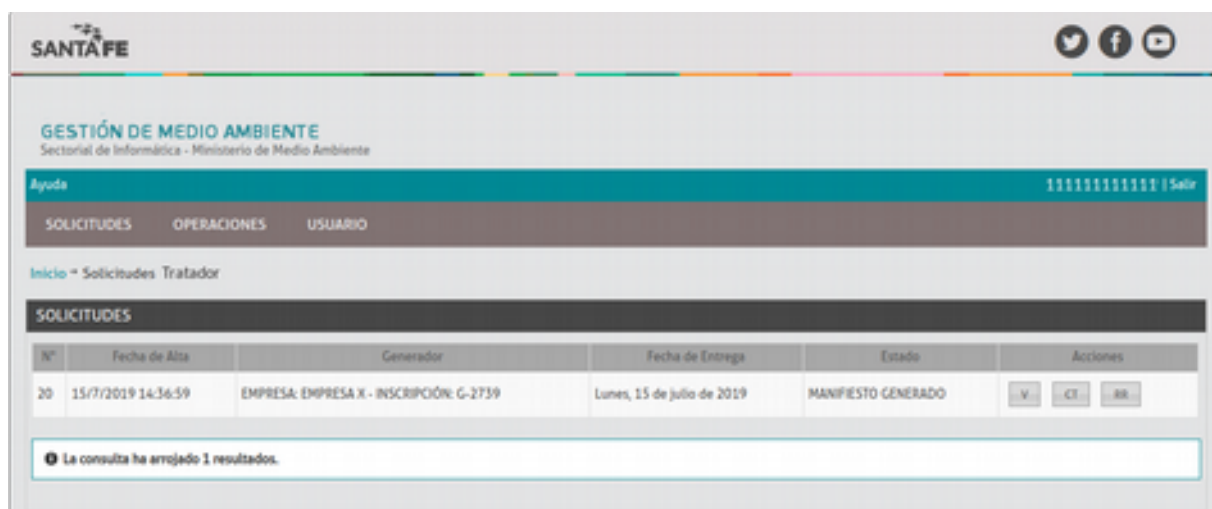 SANTA FE
GESTIÓN DE MEDIO AMBIENTE
Sectorial de Informática - Ministerio de Medio Ambiente
Ayuda
111111111111 | Salir
SOLICITUDES OPERACIONES USUARIO
Inicio → Solicitudes Tratador
SOLICITUDES
N° Fecha de Alta Generador Fecha de Entrega Estado Acciones
20 15/7/2019 14:36:59 EMPRESA: EMPRESA X - INSCRIPCIÓN: G-2739 Lunes, 15 de julio de 2019 MANIFIESTO GENERADO V CT RR
La consulta ha arrojado 1 resultados.